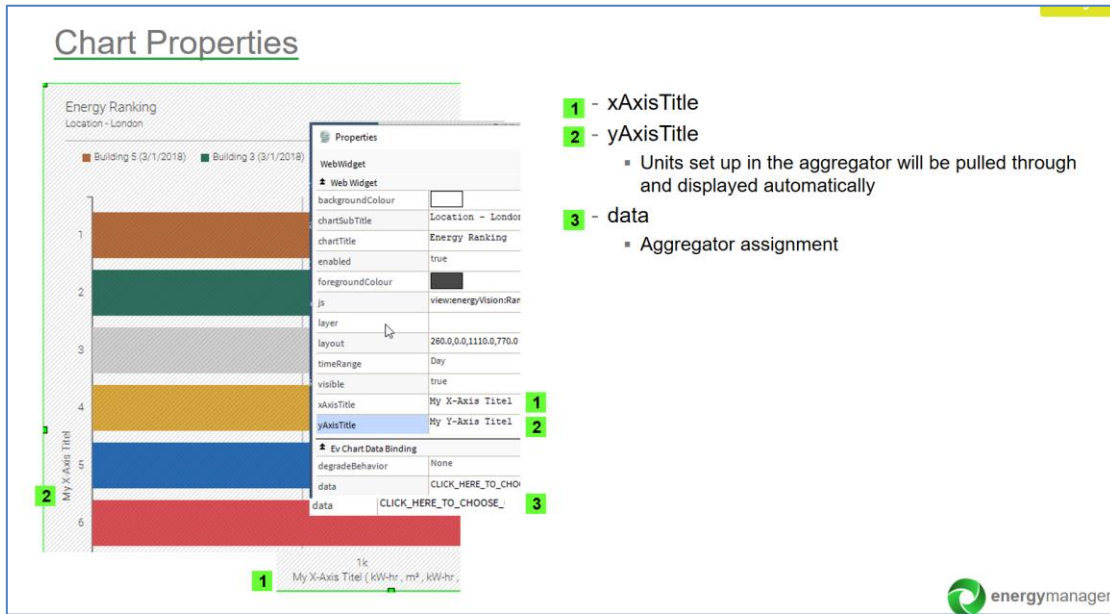 Chart Properties
Energy Ranking
Location - London
Building 5 (3/1/2018) Building 3 (3/1/2018)
1
2
3
4
5
6
My X-Axis Titel
2
1k
1 My X-Axis Titel ( kW-hr , m³ , kW-hr ,
Properties
WebWidget
Web Widget
backgroundColour
chartSubTitle Location - London
chartTitle Energy Ranking
enabled true
foregroundColour
js view:energyVision:Ran
layer
layout 260.0,0.0,1110.0,770.0
timeRange Day
visible true
xAxisTitle My X-Axis Titel 1
yAxisTitle My Y-Axis Titel 2
Ev Chart Data Binding
degradeBehavior None
data CLICK_HERE_TO_CHO
data CLICK_HERE_TO_CHOOSE_ 3
1 - xAxisTitle
2 - yAxisTitle
▪ Units set up in the aggregator will be pulled through
and displayed automatically
3 - data
▪ Aggregator assignment
energymanager